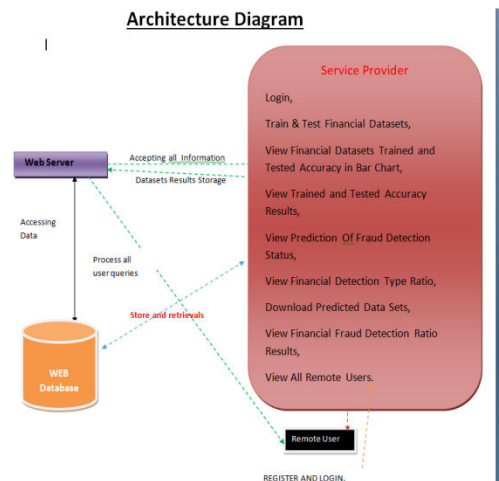 Architecture Diagram
Service Provider
Login,
Train & Test Financial Datasets,
View Financial Datasets Trained and
Tested Accuracy in Bar Chart,
View Trained and Tested Accuracy
Results,
View Prediction Of Fraud Detection
Status,
View Financial Detection Type Ratio,
Download Predicted Data Sets,
View Financial Fraud Detection Ratio
Results,
View All Remote Users.
Web Server
Accepting all Information
Datasets Results Storage
Accessing
Data
Process all
user queries
Store and retrievals
WEB
Database
Remote User
REGISTER AND LOGIN,